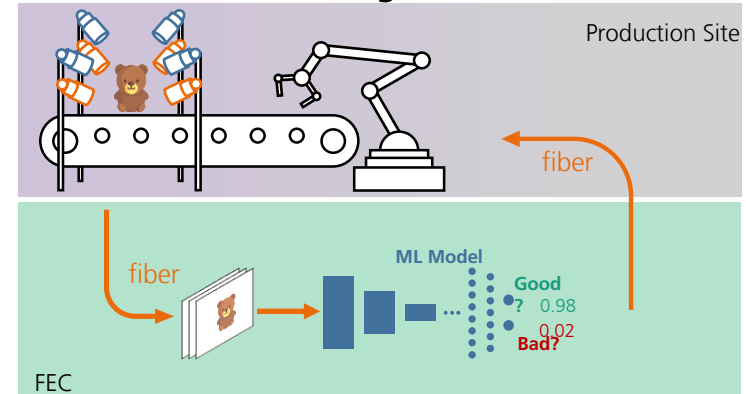 Production Site
fiber
fiber
ML Model
Good
? 0.98
0.02
Bad?
FEC